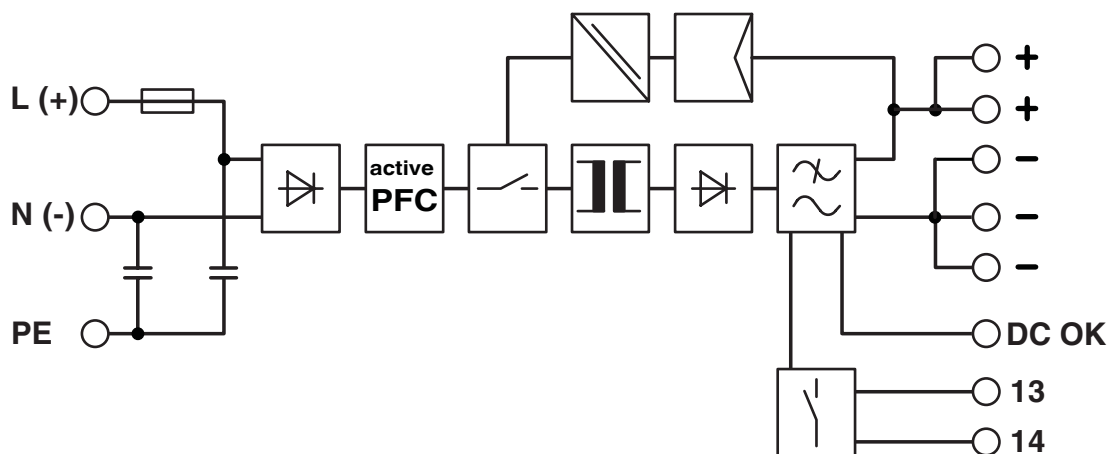 L (+)
N (-)
PE
active
PFC
+
+
–
–
–
DC OK
13
14